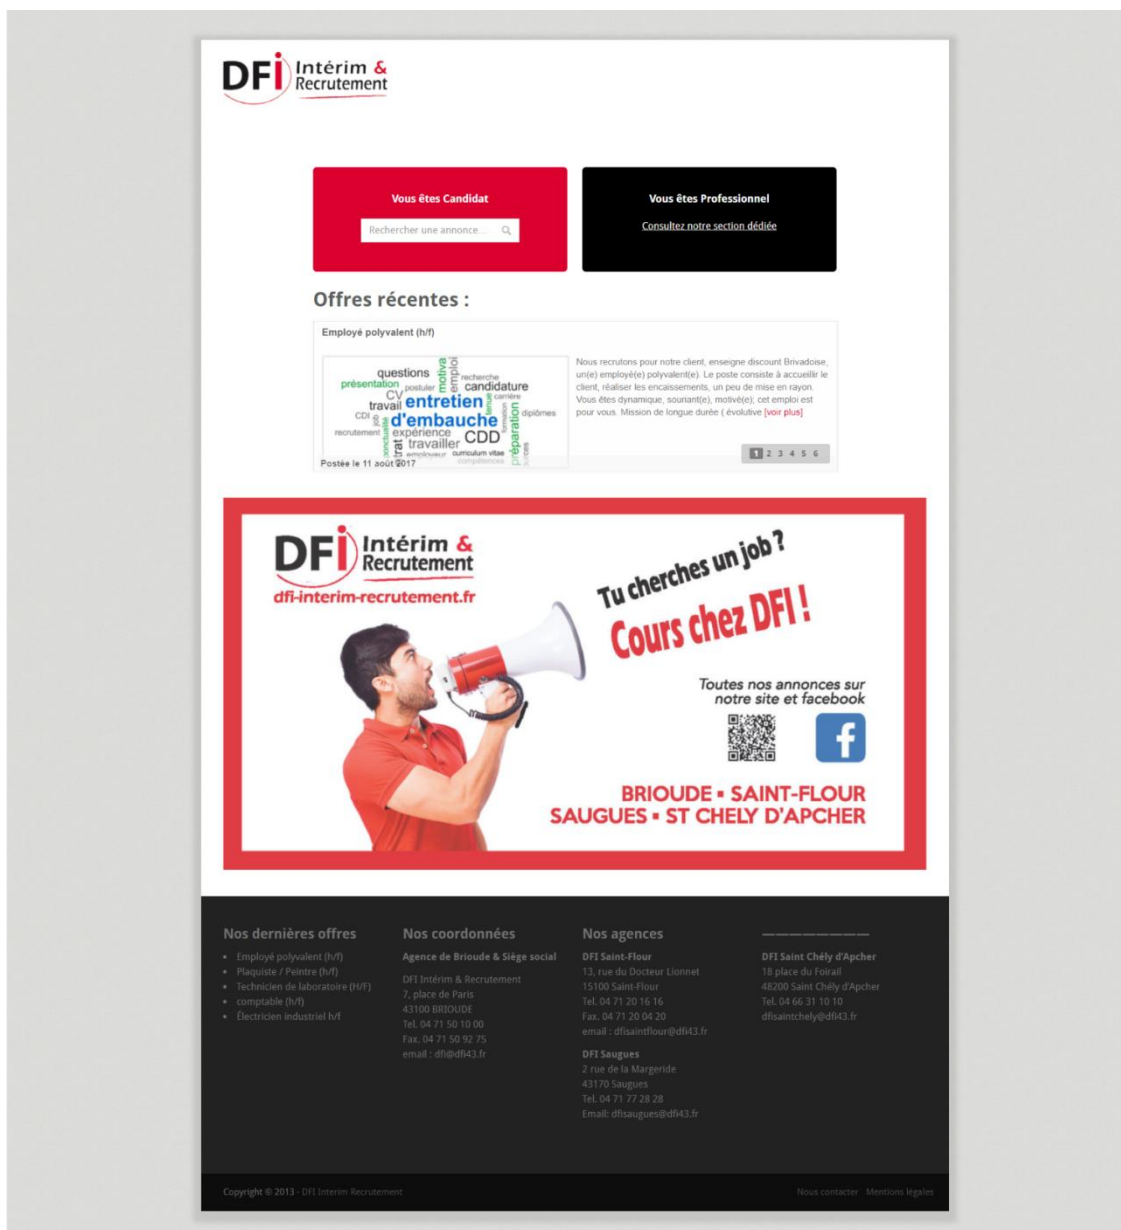 DFi Intérim &
Recrutement
Vous êtes Candidat
Rechercher une annonce...
Vous êtes Professionnel
Consultez notre section dédiée
Offres récentes :
Employé polyvalent (h/f)
questions
motiva
emploi
recherche
présentation
postuler
candidature
CV
carrière
travail
entretien
tenue
CDI
job
d'embauche
formation
diplômes
recrutement
ponctualité
expérience
CDD
préparation
trat
travailler
employeur
curriculum vitae
compétences
Nous recrutons pour notre client, enseigne discount Brivadoise,
un(e) employé(e) polyvalent(e). Le poste consiste à accueillir le
client, réaliser les encaissements, un peu de mise en rayon.
Vous êtes dynamique, souriant(e), motivé(e); cet emploi est
pour vous. Mission de longue durée ( évolutive [voir plus]
Postée le 11 août 2017
1 2 3 4 5 6
DFi Intérim &
Recrutement
dfi-interim-recrutement.fr
Tu cherches un job ?
Cours chez DFI !
Toutes nos annonces sur
notre site et facebook
f
BRIOUDE ▪ SAINT-FLOUR
SAUGUES ▪ ST CHELY D'APCHER
Nos dernières offres
• Employé polyvalent (h/f)
• Plaquiste / Peintre (h/f)
• Technicien de laboratoire (H/F)
• comptable (h/f)
• Électricien industriel h/f
Nos coordonnées
Agence de Brioude & Siège social
DFI Intérim & Recrutement
7, place de Paris
43100 BRIOUDE
Tel. 04 71 50 10 00
Fax. 04 71 50 92 75
email : dfi@dfi43.fr
Nos agences
DFI Saint-Flour
13, rue du Docteur Lionnet
15100 Saint-Flour
Tel. 04 71 20 16 16
Fax. 04 71 20 04 20
email : dfisaintflour@dfi43.fr
DFI Saugues
2 rue de la Margeride
43170 Saugues
Tel. 04 71 77 28 28
Email: dfisaugues@dfi43.fr
————————
DFI Saint Chély d'Apcher
18 place du Foirail
48200 Saint Chély d'Apcher
Tel. 04 66 31 10 10
dfisaintchely@dfi43.fr
Copyright © 2013 - DFI Interim Recrutement
Nous contacter Mentions légales